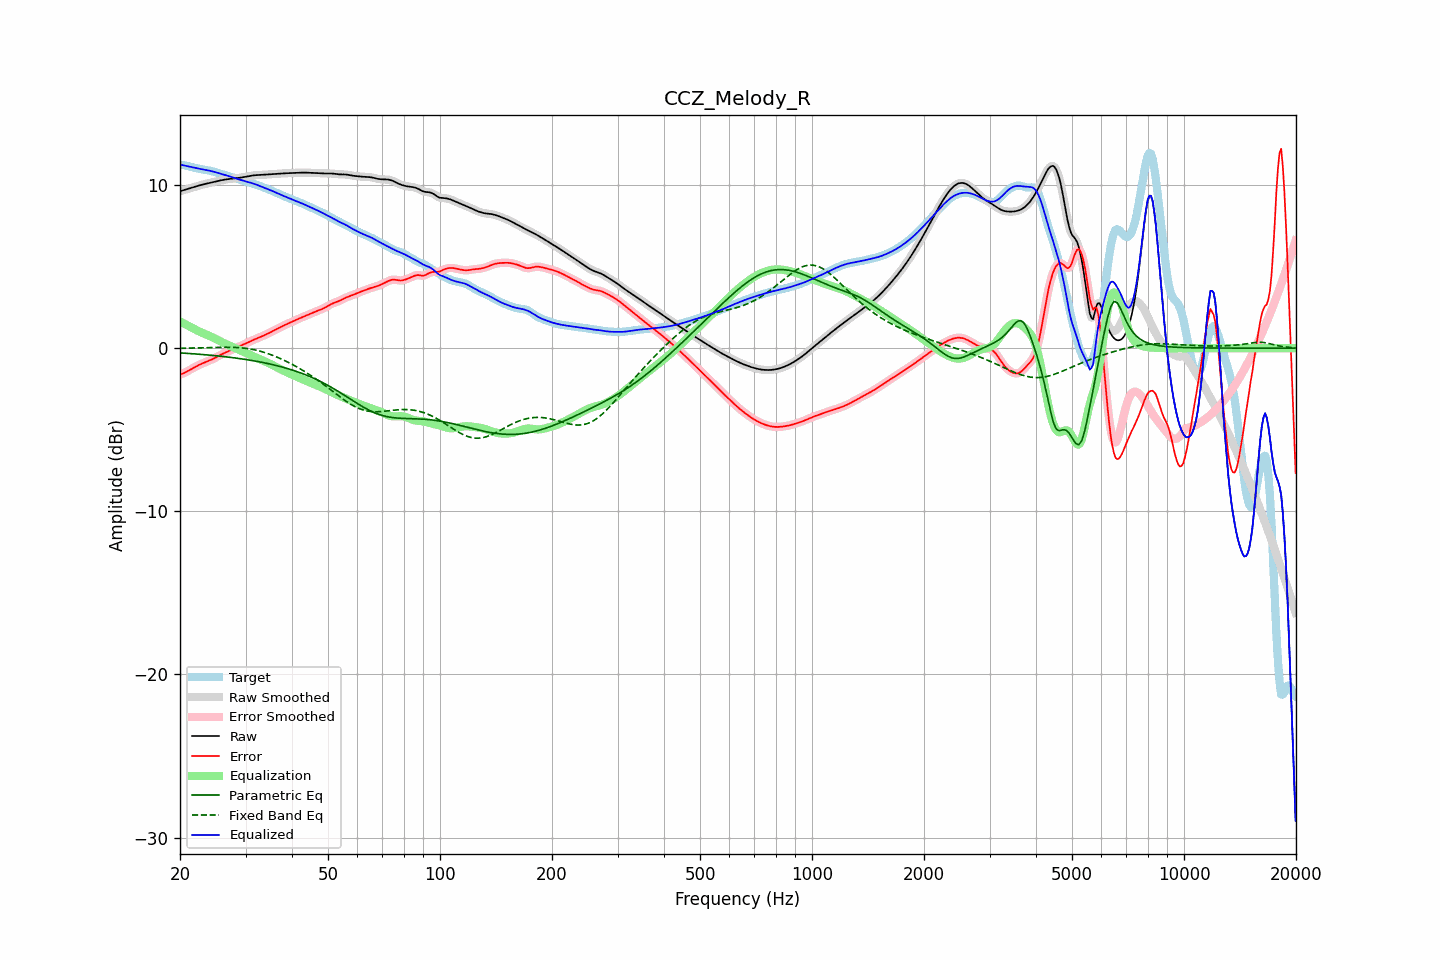 CCZ_Melody_R
Amplitude (dBr)
10
0
−10
−20
−30
Target
Raw Smoothed
Error Smoothed
Raw
Error
Equalization
Parametric Eq
Fixed Band Eq
Equalized
20 50 100 200 500 1000 2000 5000 10000 20000
Frequency (Hz)